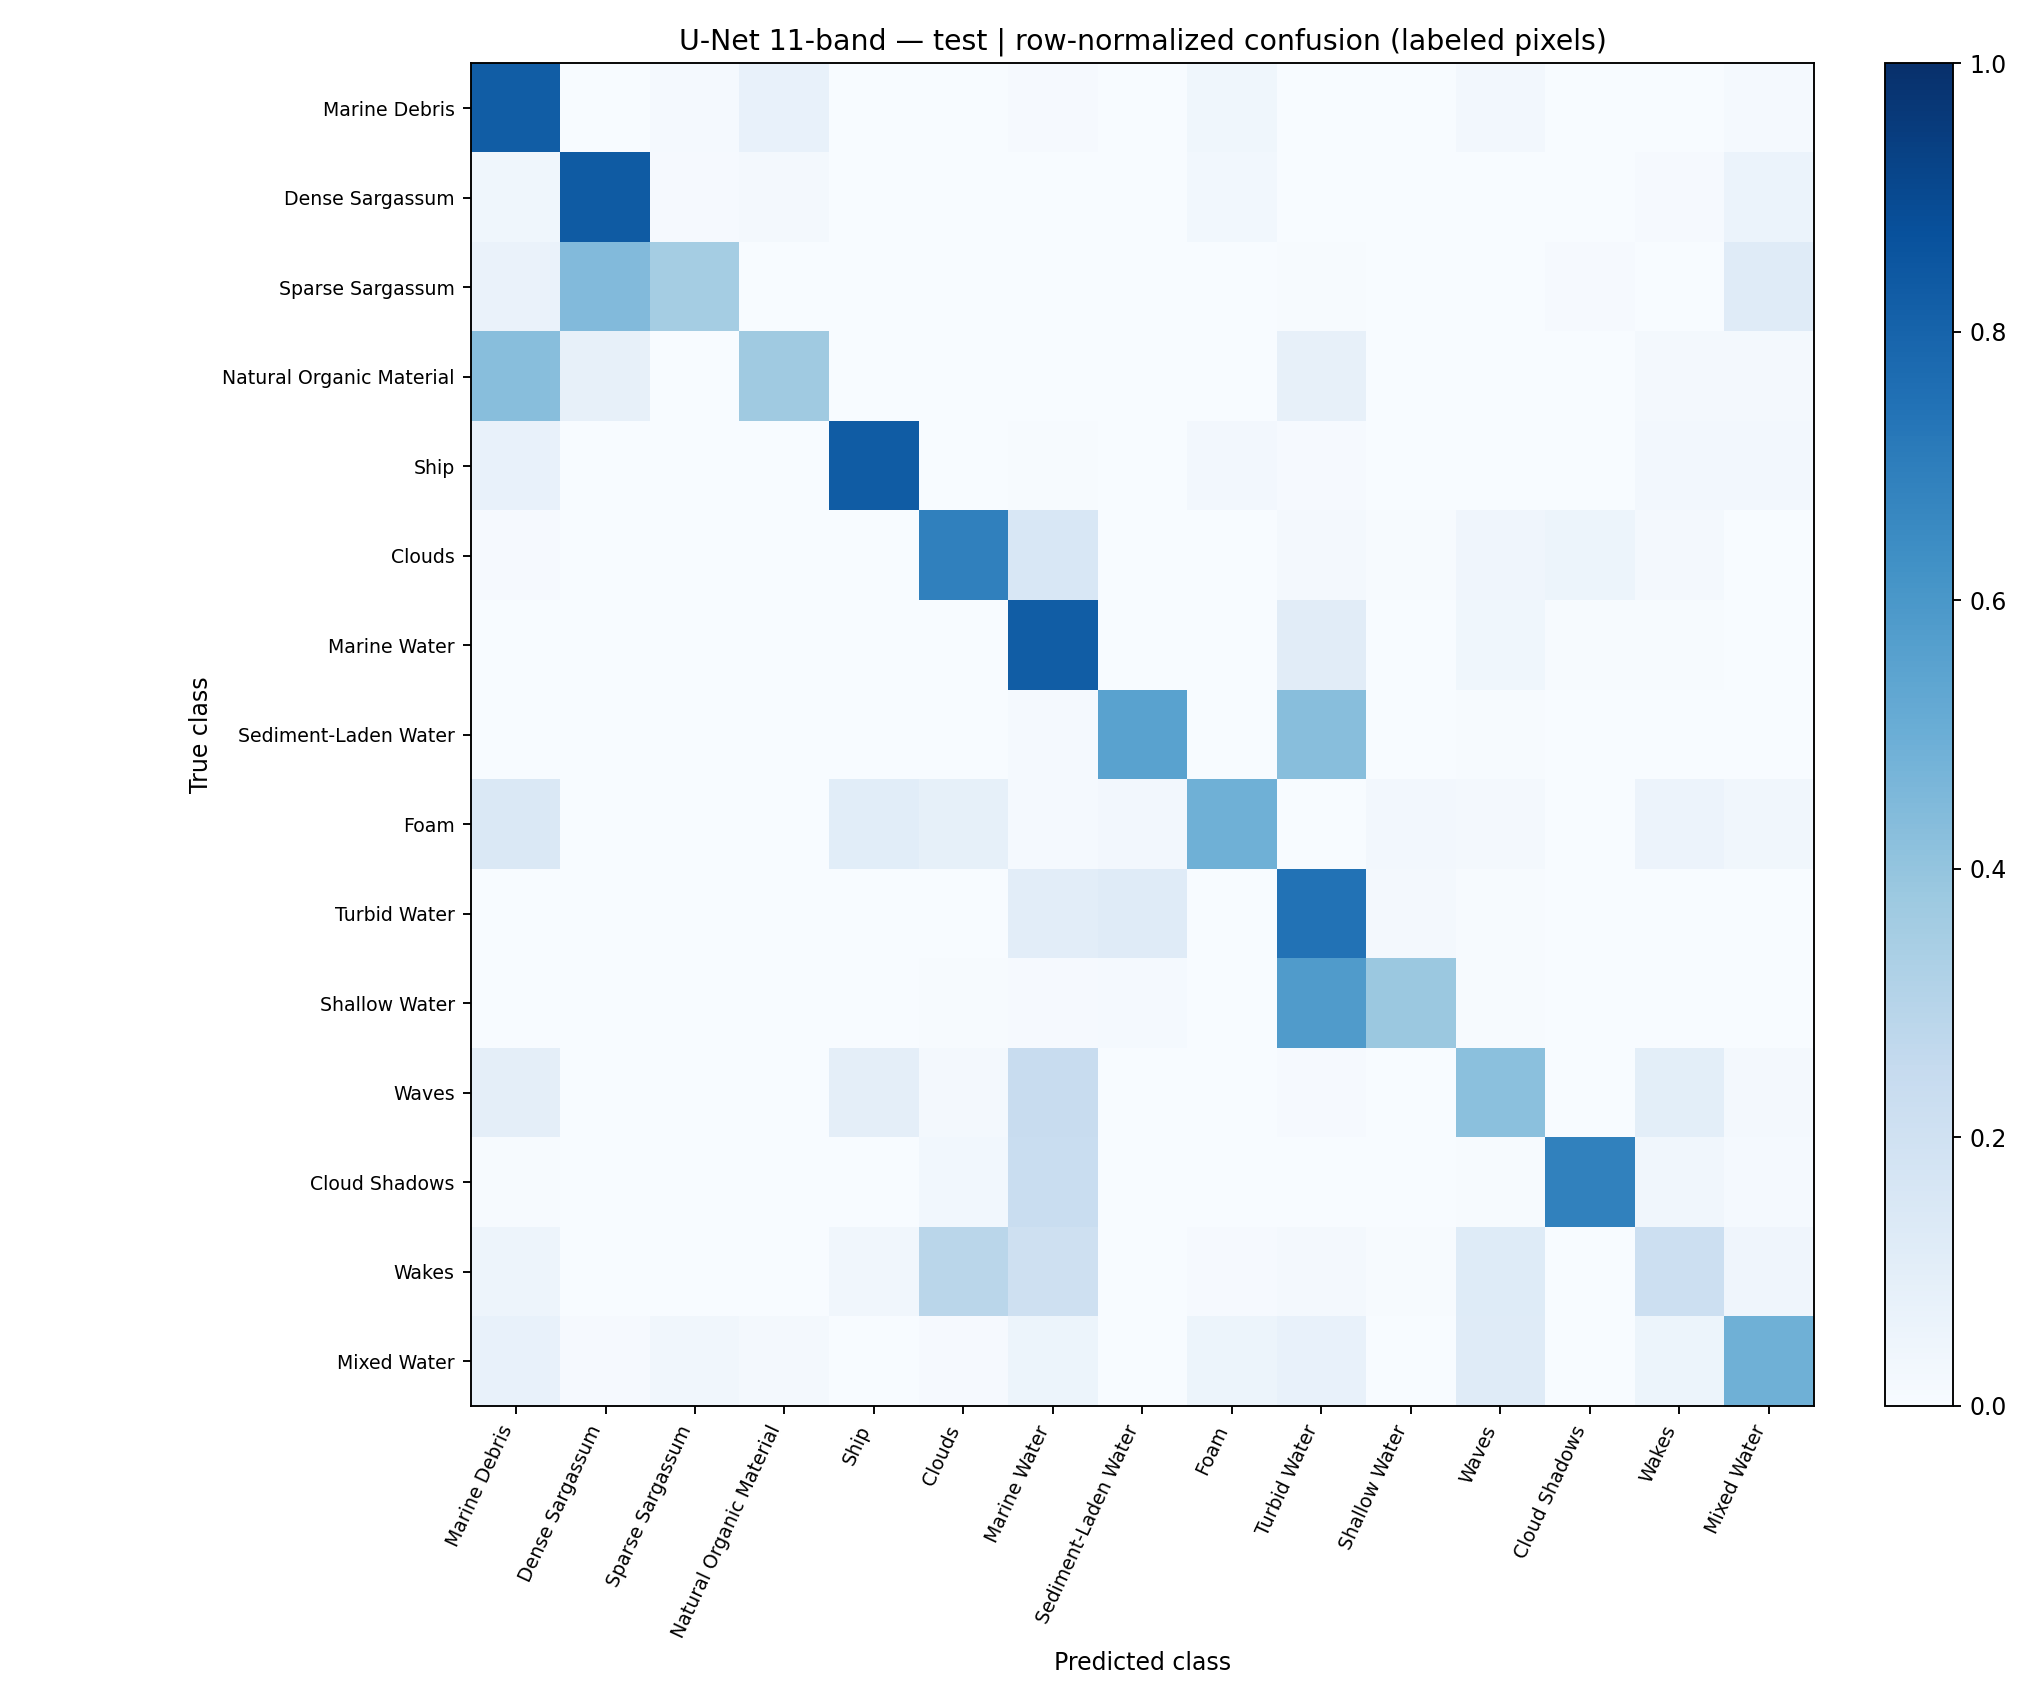 U-Net 11-band — test | row-normalized confusion (labeled pixels)
True class
Marine Debris
Dense Sargassum
Sparse Sargassum
Natural Organic Material
Ship
Clouds
Marine Water
Sediment-Laden Water
Foam
Turbid Water
Shallow Water
Waves
Cloud Shadows
Wakes
Mixed Water
Marine Debris
Dense Sargassum
Sparse Sargassum
Natural Organic Material
Ship
Clouds
Marine Water
Sediment-Laden Water
Foam
Turbid Water
Shallow Water
Waves
Cloud Shadows
Wakes
Mixed Water
Predicted class
1.0
0.8
0.6
0.4
0.2
0.0